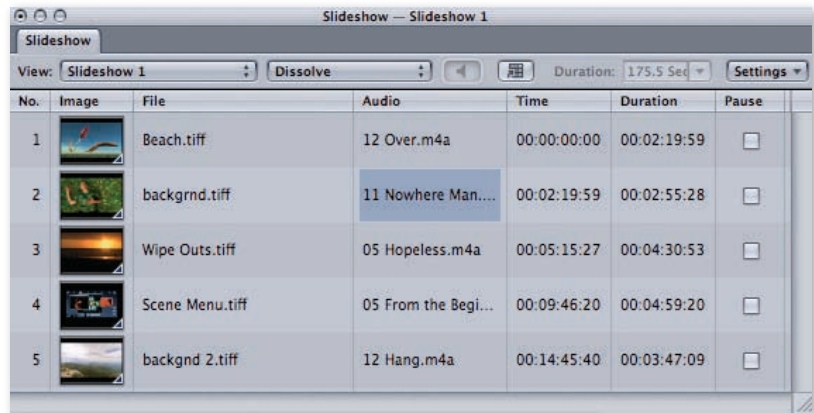 Slideshow — Slideshow 1
Slideshow
View: Slideshow 1 Dissolve Duration: 175.5 Sec Settings
No. Image File Audio Time Duration Pause
1 Beach.tiff 12 Over.m4a 00:00:00:00 00:02:19:59
2 backgrnd.tiff 11 Nowhere Man.... 00:02:19:59 00:02:55:28
3 Wipe Outs.tiff 05 Hopeless.m4a 00:05:15:27 00:04:30:53
4 Scene Menu.tiff 05 From the Begi... 00:09:46:20 00:04:59:20
5 backgnd 2.tiff 12 Hang.m4a 00:14:45:40 00:03:47:09